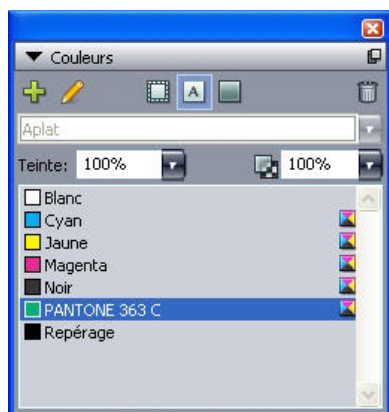 Couleurs
A
Aplat
Teinte: 100% 100%
Blanc
Cyan
Jaune
Magenta
Noir
PANTONE 363 C
Repérage